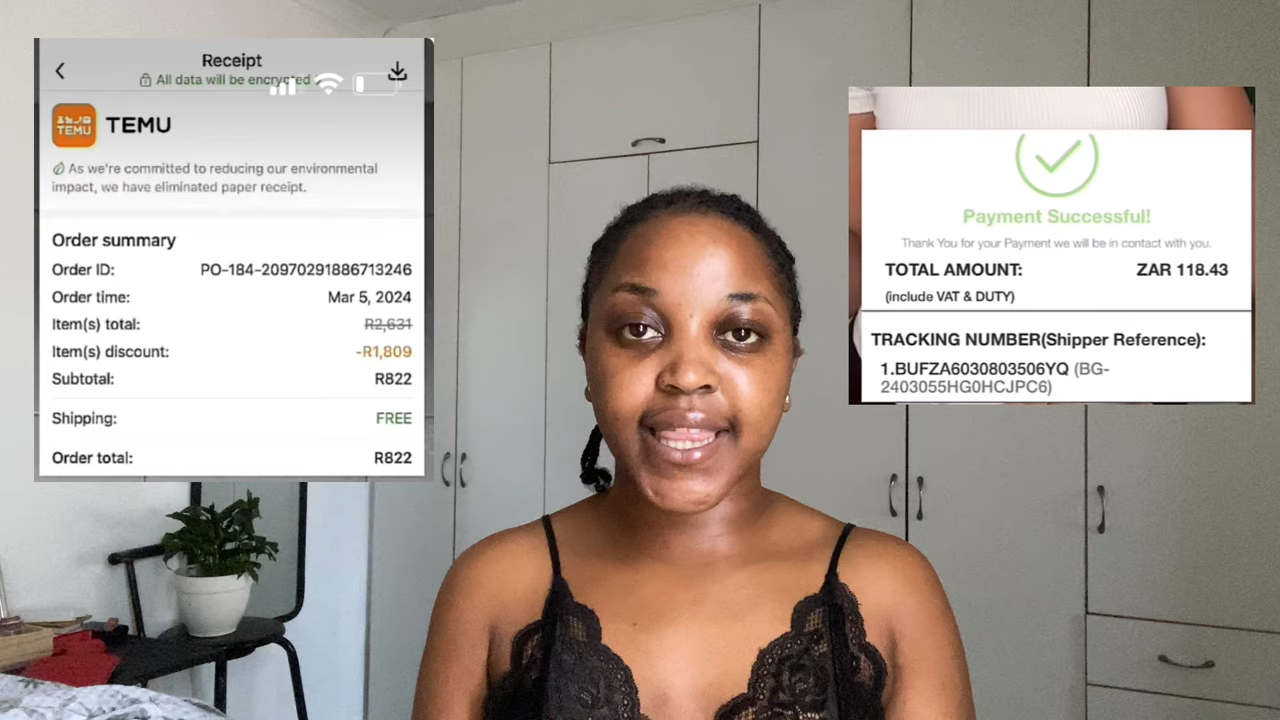 Receipt
All data will be encrypted
TEMU
TEMU
As we're committed to reducing our environmental
impact, we have eliminated paper receipt.
Order summary
Order ID: PO-184-20970291886713246
Order time: Mar 5, 2024
Item(s) total: R2,631
Item(s) discount: -R1,809
Subtotal: R822
Shipping: FREE
Order total: R822
Payment Successful!
Thank You for your Payment we will be in contact with you.
TOTAL AMOUNT: ZAR 118.43
(include VAT & DUTY)
TRACKING NUMBER(Shipper Reference):
1.BUFZA6030803506YQ (BG-
2403055HG0HCJPC6)